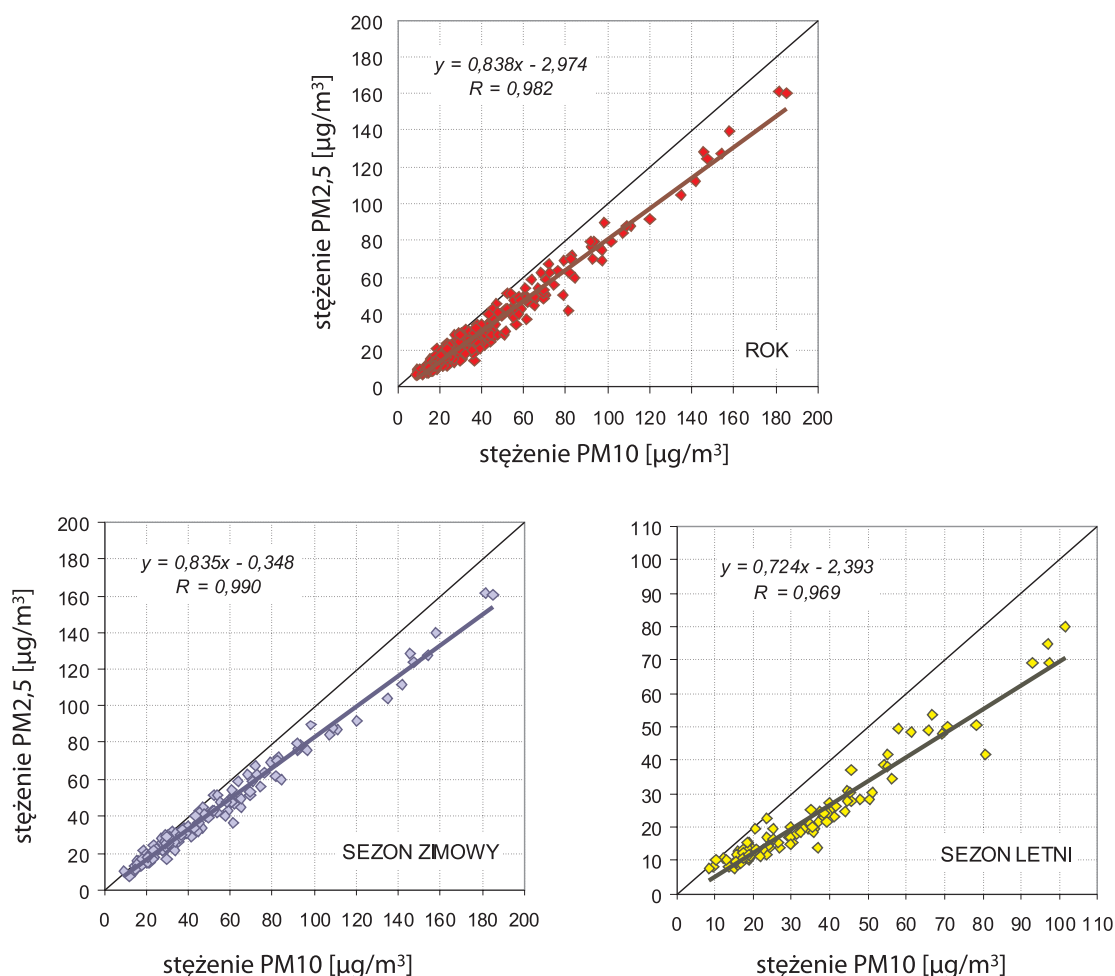 200
180
160
140
120
100
80
60
40
20
0
stężenie PM2,5 [µg/m³]
y = 0,838x - 2,974
R = 0,982
ROK
0 20 40 60 80 100 120 140 160 180 200
stężenie PM10 [µg/m³]
200
180
160
140
120
100
80
60
40
20
0
stężenie PM2,5 [µg/m³]
y = 0,835x - 0,348
R = 0,990
SEZON ZIMOWY
0 20 40 60 80 100 120 140 160 180 200
stężenie PM10 [µg/m³]
110
100
90
80
70
60
50
40
30
20
10
0
stężenie PM2,5 [µg/m³]
y = 0,724x - 2,393
R = 0,969
SEZON LETNI
0 10 20 30 40 50 60 70 80 90 100 110
stężenie PM10 [µg/m³]